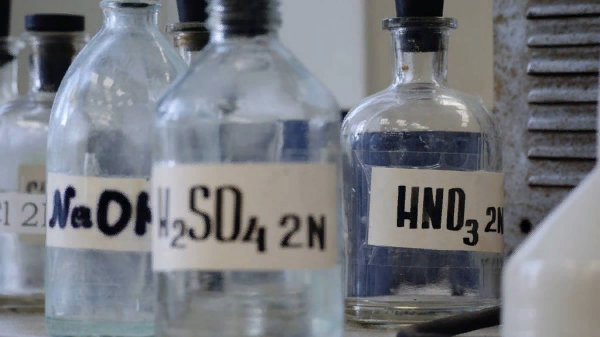 NaOH
H₂SO₄ 2N
HNO₃ 2N